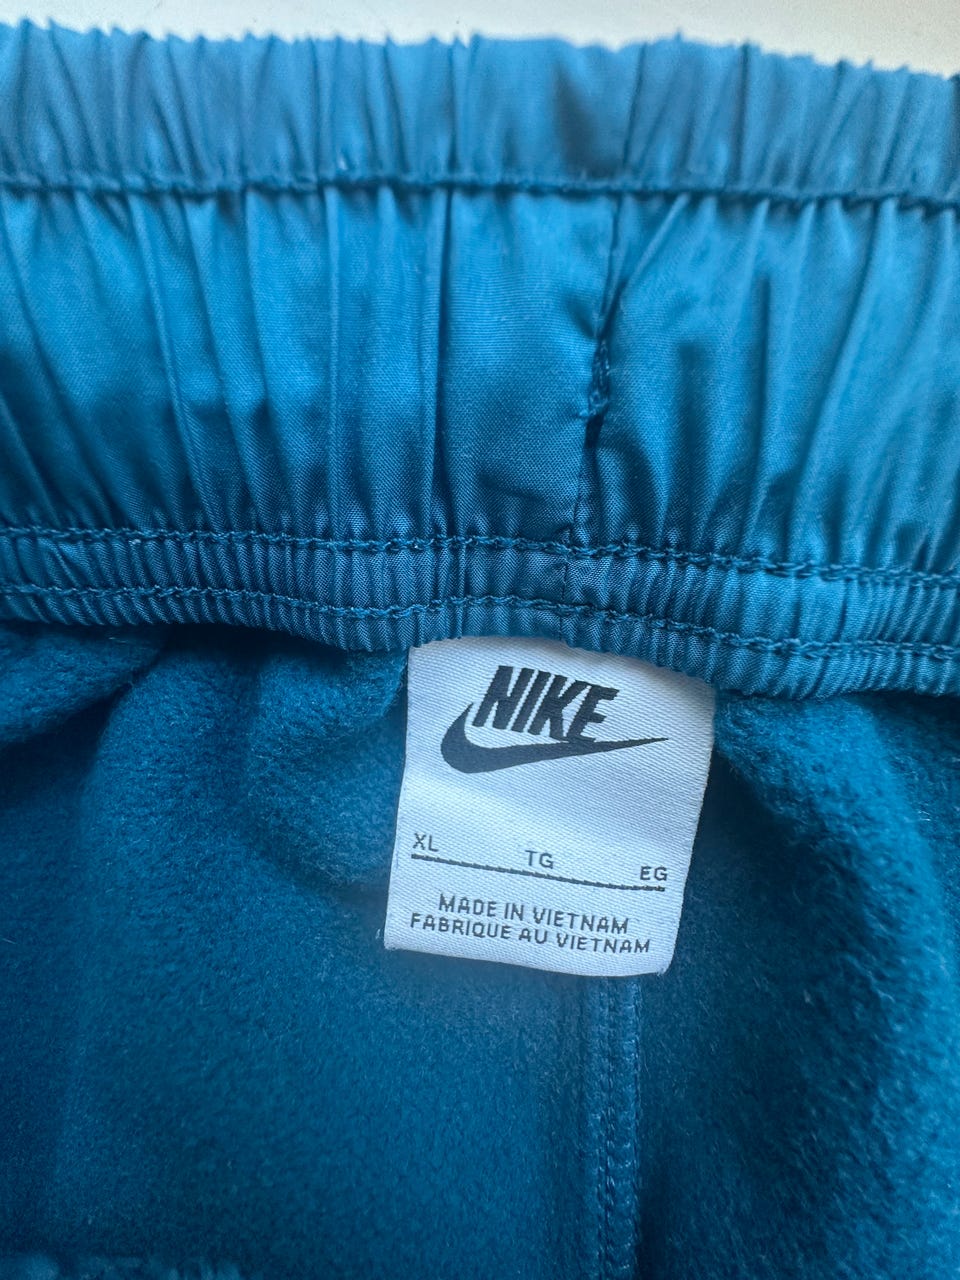 NIKE
XL TG EG
MADE IN VIETNAM
FABRIQUE AU VIETNAM